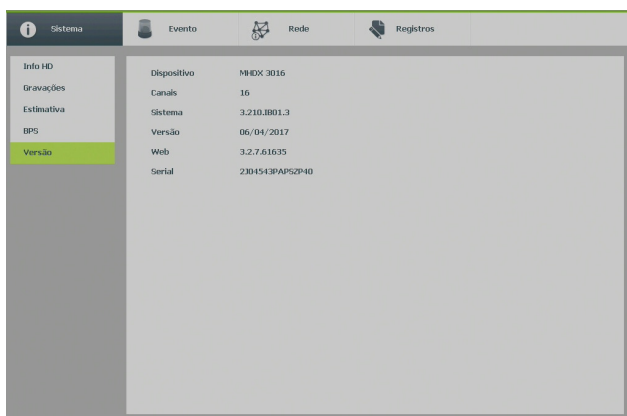 Sistema Evento Rede Registros
Info HD
Gravações
Estimativa
BPS
Versão
Dispositivo MHDX 3016
Canais 16
Sistema 3.210.IB01.3
Versão 06/04/2017
Web 3.2.7.61635
Serial 2J04543PAPSZP40